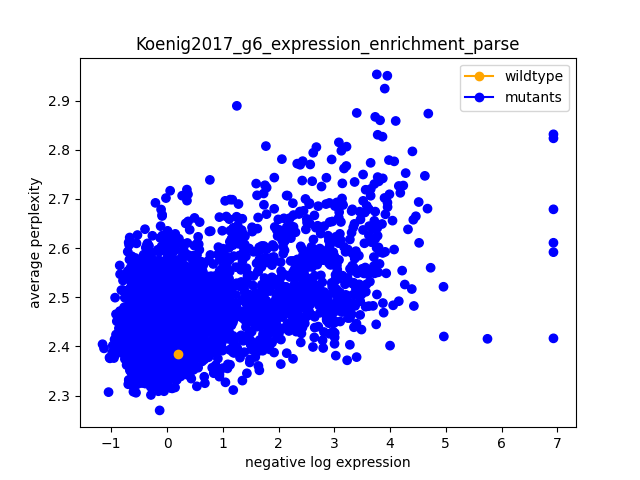 Koenig2017_g6_expression_enrichment_parse
wildtype
mutants
average perplexity
2.9
2.8
2.7
2.6
2.5
2.4
2.3
−1 0 1 2 3 4 5 6 7
negative log expression